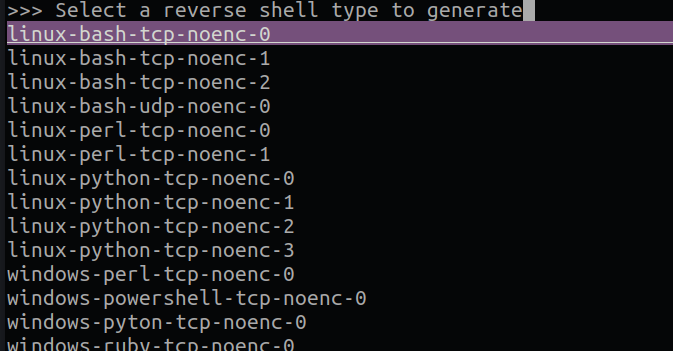 >>> Select a reverse shell type to generate
linux-bash-tcp-noenc-0
linux-bash-tcp-noenc-1
linux-bash-tcp-noenc-2
linux-bash-udp-noenc-0
linux-perl-tcp-noenc-0
linux-perl-tcp-noenc-1
linux-python-tcp-noenc-0
linux-python-tcp-noenc-1
linux-python-tcp-noenc-2
linux-python-tcp-noenc-3
windows-perl-tcp-noenc-0
windows-powershell-tcp-noenc-0
windows-pyton-tcp-noenc-0
windows-ruby-tcp-noenc-0